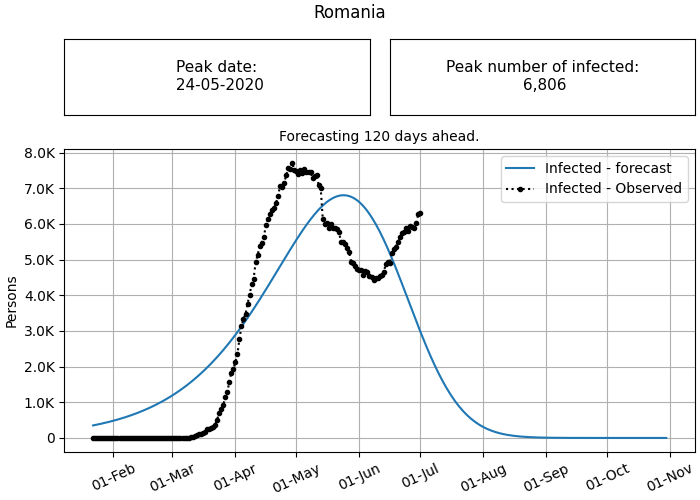 Romania
Peak date:
24-05-2020
Peak number of infected:
6,806
Forecasting 120 days ahead.
Infected - forecast
Infected - Observed
8.0K
7.0K
6.0K
5.0K
4.0K
3.0K
2.0K
1.0K
0
Persons
01-Feb
01-Mar
01-Apr
01-May
01-Jun
01-Jul
01-Aug
01-Sep
01-Oct
01-Nov